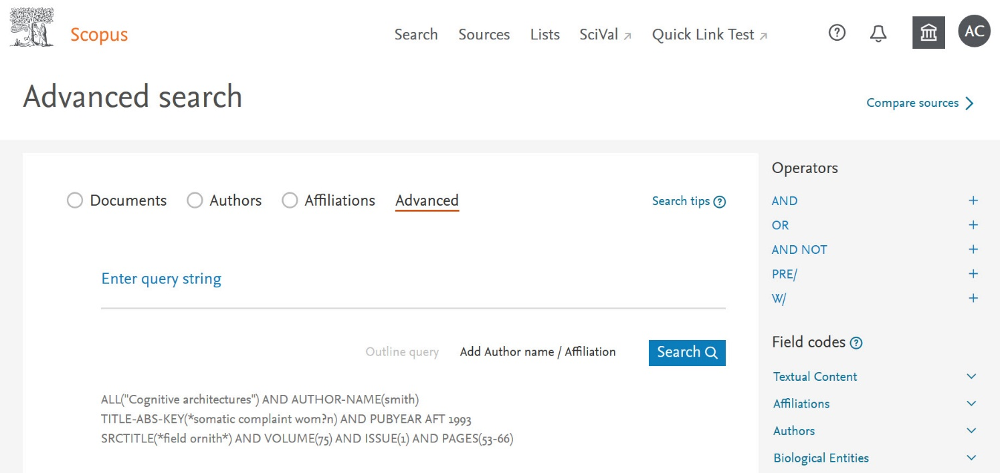 Scopus
Search Sources Lists SciVal ↗ Quick Link Test ↗ ? AC
Advanced search
Compare sources
Documents Authors Affiliations Advanced Search tips ?
Enter query string
Outline query Add Author name / Affiliation Search
ALL("Cognitive architectures") AND AUTHOR-NAME(smith)
TITLE-ABS-KEY(*somatic complaint wom?n) AND PUBYEAR AFT 1993
SRCTITLE(*field ornith*) AND VOLUME(75) AND ISSUE(1) AND PAGES(53-66)
Operators
AND +
OR +
AND NOT +
PRE/ +
W/ +
Field codes ?
Textual Content
Affiliations
Authors
Biological Entities